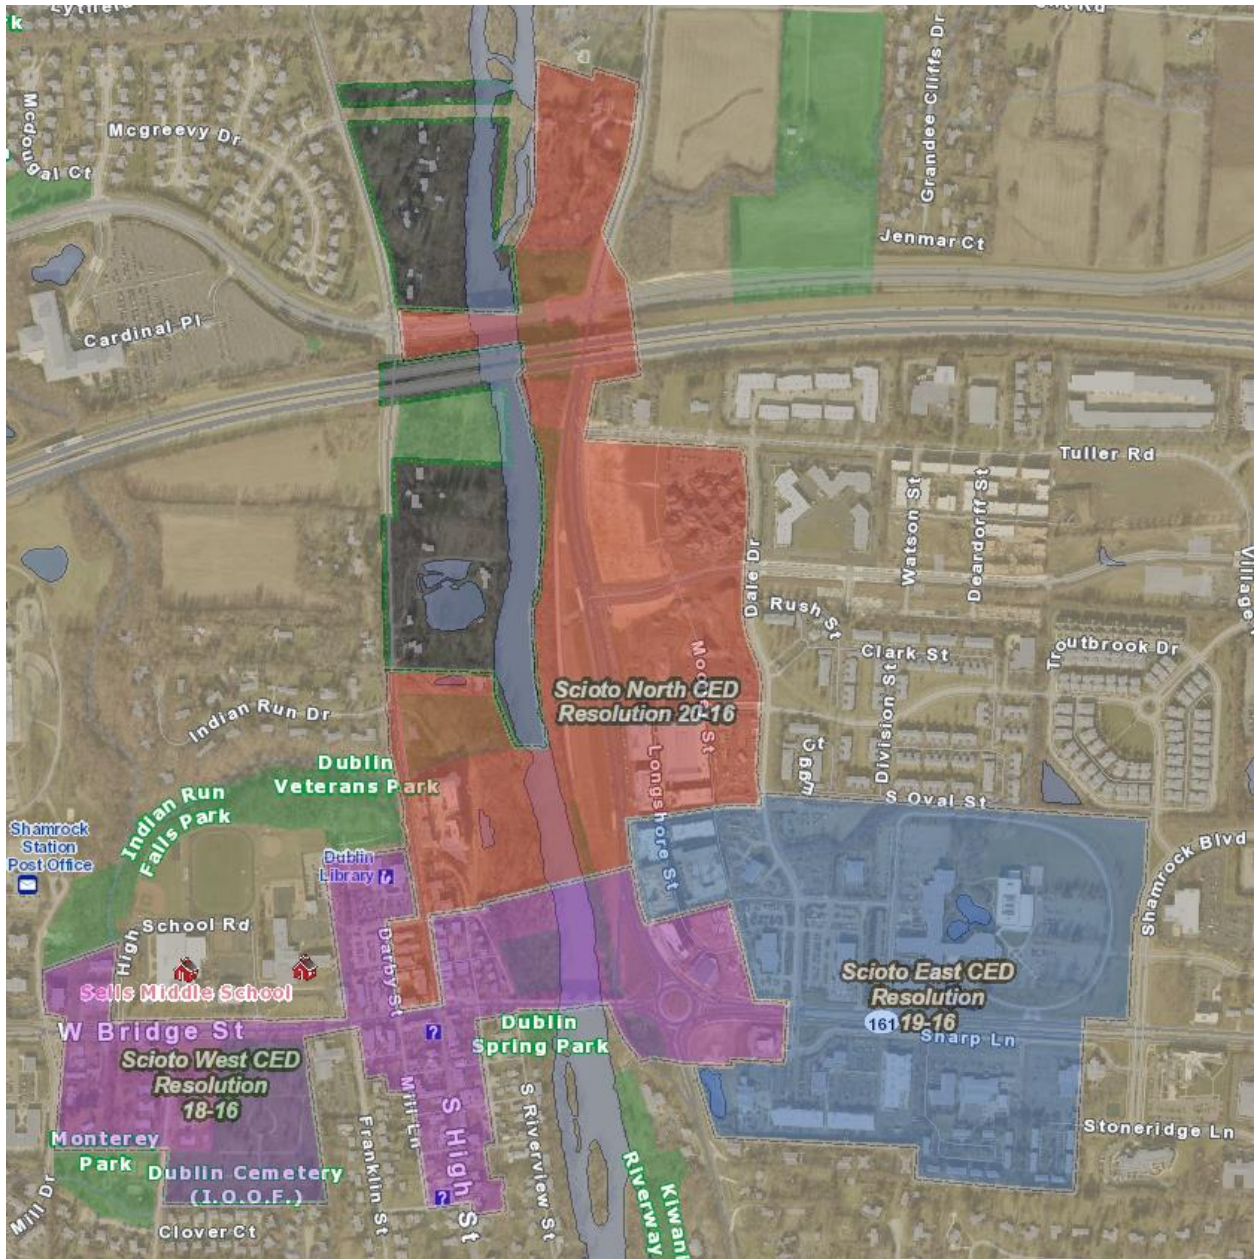 Mcgreevy Dr
Mcdougal Ct
Grandee Cliffs Dr
Jenmar Ct
Cardinal Pl
Tuller Rd
Watson St
Deardorff St
Dale Dr
Village
Rush St
Clark St
Troutbrook Dr
Division St
Mooney St
Scioto North CED
Resolution 20-16
Indian Run Dr
Longshore St
Dublin
Veterans Park
Indian Run
Falls Park
S Oval St
Shamrock
Station
Post Office
Dublin
Library
Shamrock Blvd
High School Rd
Darby St
Sells Middle School
Scioto East CED
Resolution
19-16
161
Sharp Ln
W Bridge St
?
Dublin
Spring Park
Scioto West CED
Resolution
18-16
Mill Ln
S High St
S Riverview St
Franklin St
Stoneridge Ln
Monterey
Park
Dublin Cemetery
(I.O.O.F.)
?
Mill Dr
Clover Ct
Riverway
Kiwani